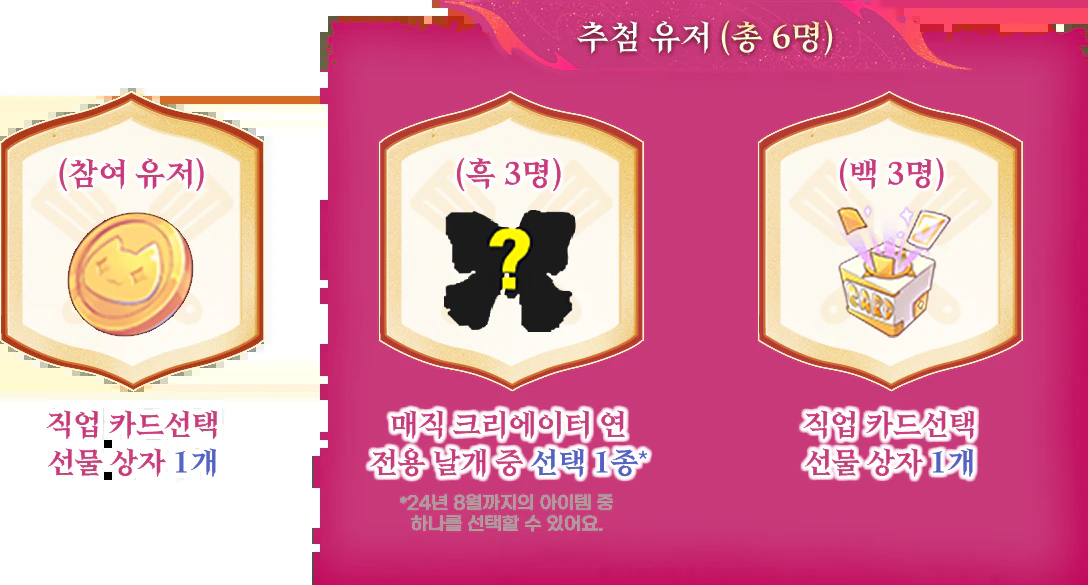 추첨 유저 (총 6명)
(참여 유저)
직업 카드선택
선물 상자 1개
(흑 3명)
?
매직 크리에이터 연
전용 날개 중 선택 1종*
*24년 8월까지의 아이템 중
하나를 선택할 수 있어요.
(백 3명)
CARD
직업 카드선택
선물 상자 1개